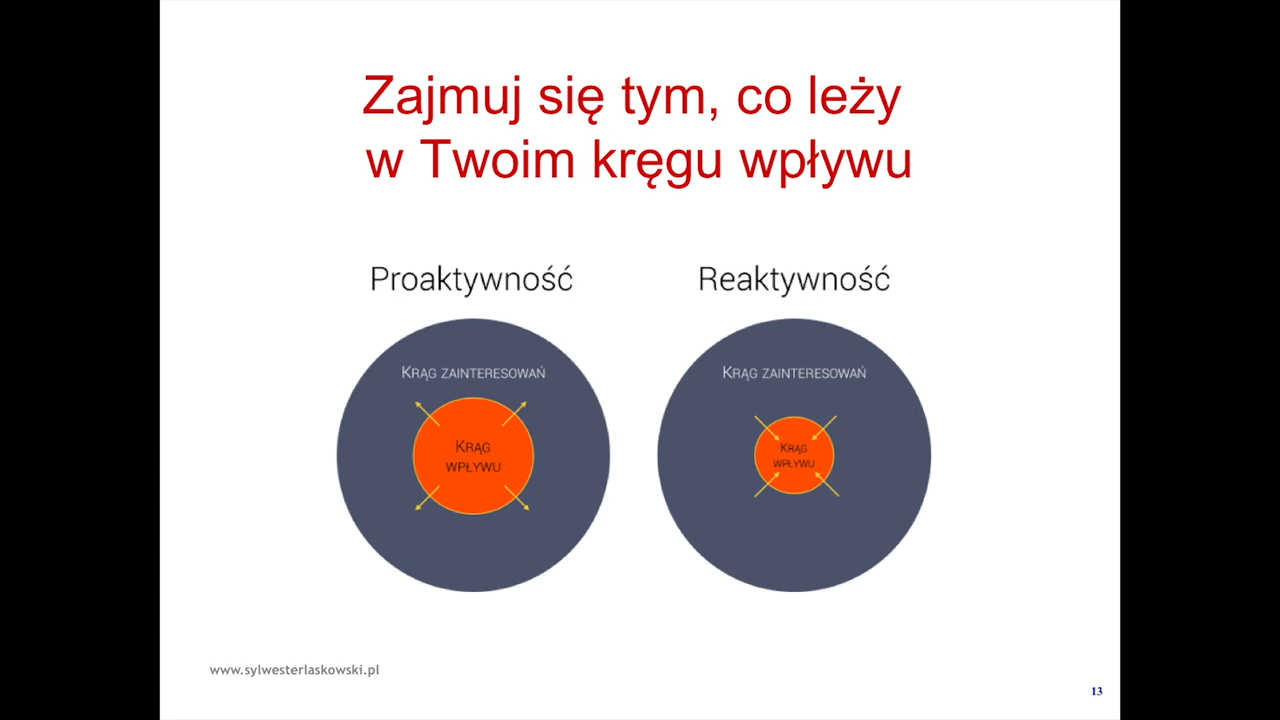 Zajmuj się tym, co leży
w Twoim kręgu wpływu
Proaktywność
Reaktywność
KRĄG ZAINTERESOWAŃ
KRĄG
WPŁYWU
KRĄG ZAINTERESOWAŃ
KRĄG
WPŁYWU
www.sylwesterlaskowski.pl
13